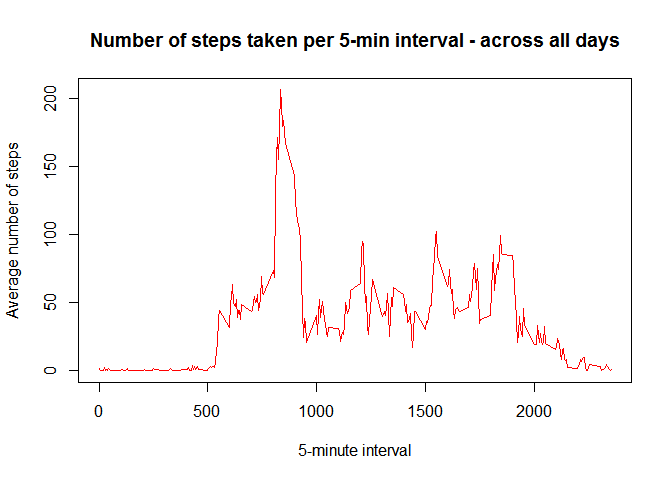 Number of steps taken per 5-min interval - across all days
Average number of steps
200
150
100
50
0
0 500 1000 1500 2000
5-minute interval